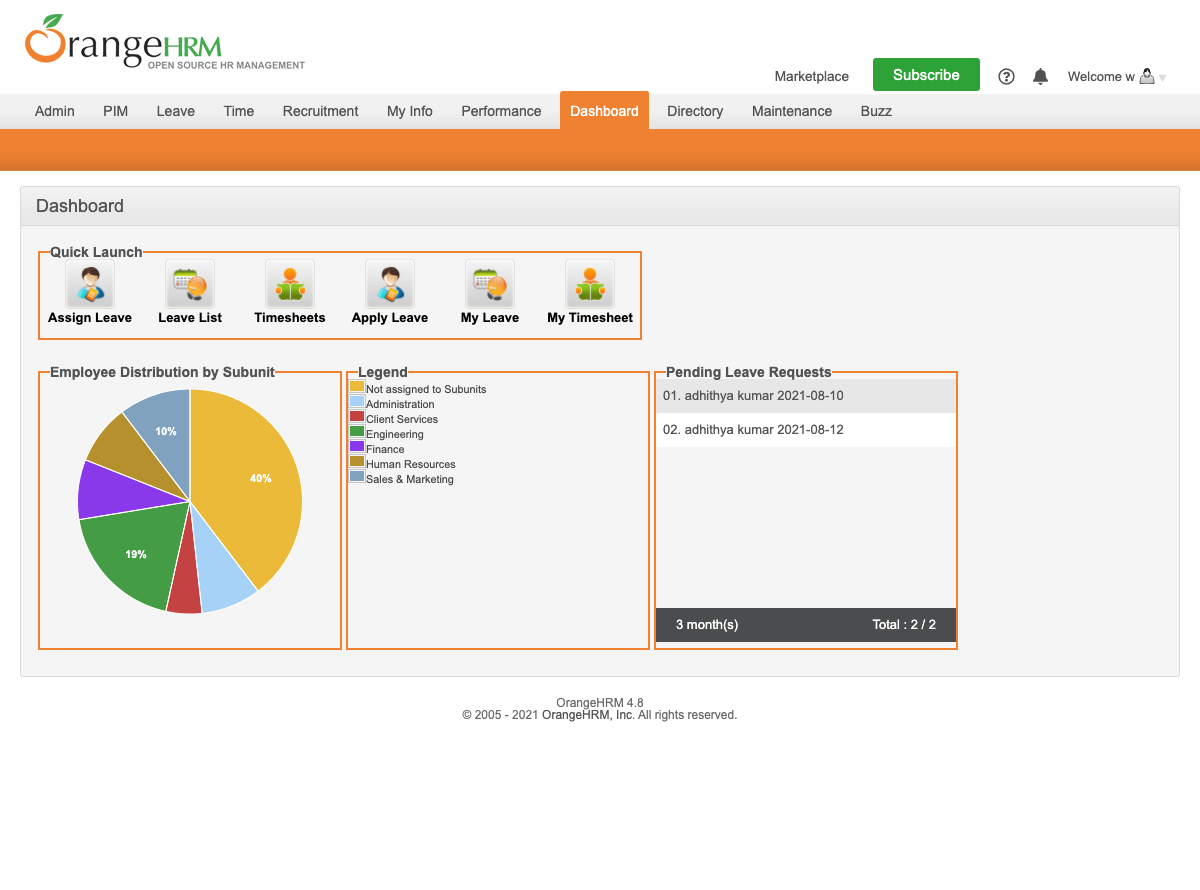 OrangeHRM
OPEN SOURCE HR MANAGEMENT
Marketplace Subscribe Welcome w
Admin PIM Leave Time Recruitment My Info Performance Dashboard Directory Maintenance Buzz
Dashboard
Quick Launch
Assign Leave Leave List Timesheets Apply Leave My Leave My Timesheet
Employee Distribution by Subunit
10%
40%
19%
Legend
Not assigned to Subunits
Administration
Client Services
Engineering
Finance
Human Resources
Sales & Marketing
Pending Leave Requests
01. adhithya kumar 2021-08-10
02. adhithya kumar 2021-08-12
3 month(s) Total : 2 / 2
OrangeHRM 4.8
© 2005 - 2021 OrangeHRM, Inc. All rights reserved.